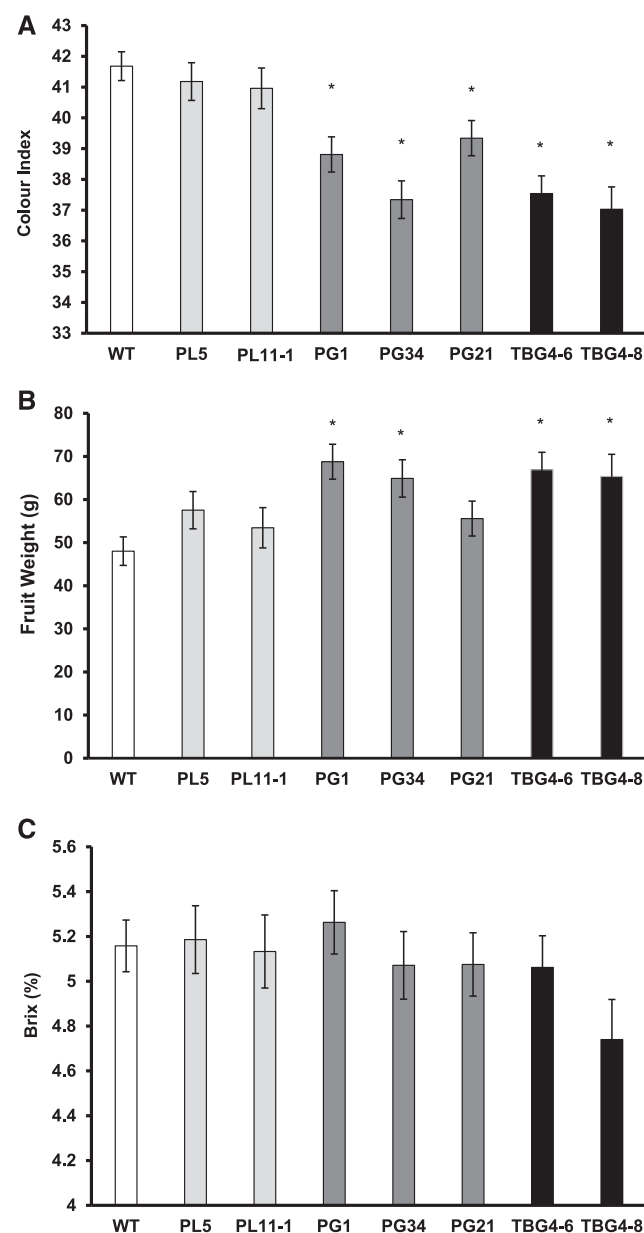 A
43
42
41
40
39
38
37
36
35
34
33
Colour Index
* * * * *
WT PL5 PL11-1 PG1 PG34 PG21 TBG4-6 TBG4-8
B
80
70
60
50
40
30
20
10
0
Fruit Weight (g)
* * * *
WT PL5 PL11-1 PG1 PG34 PG21 TBG4-6 TBG4-8
C
5.6
5.4
5.2
5
4.8
4.6
4.4
4.2
4
Brix (%)
WT PL5 PL11-1 PG1 PG34 PG21 TBG4-6 TBG4-8